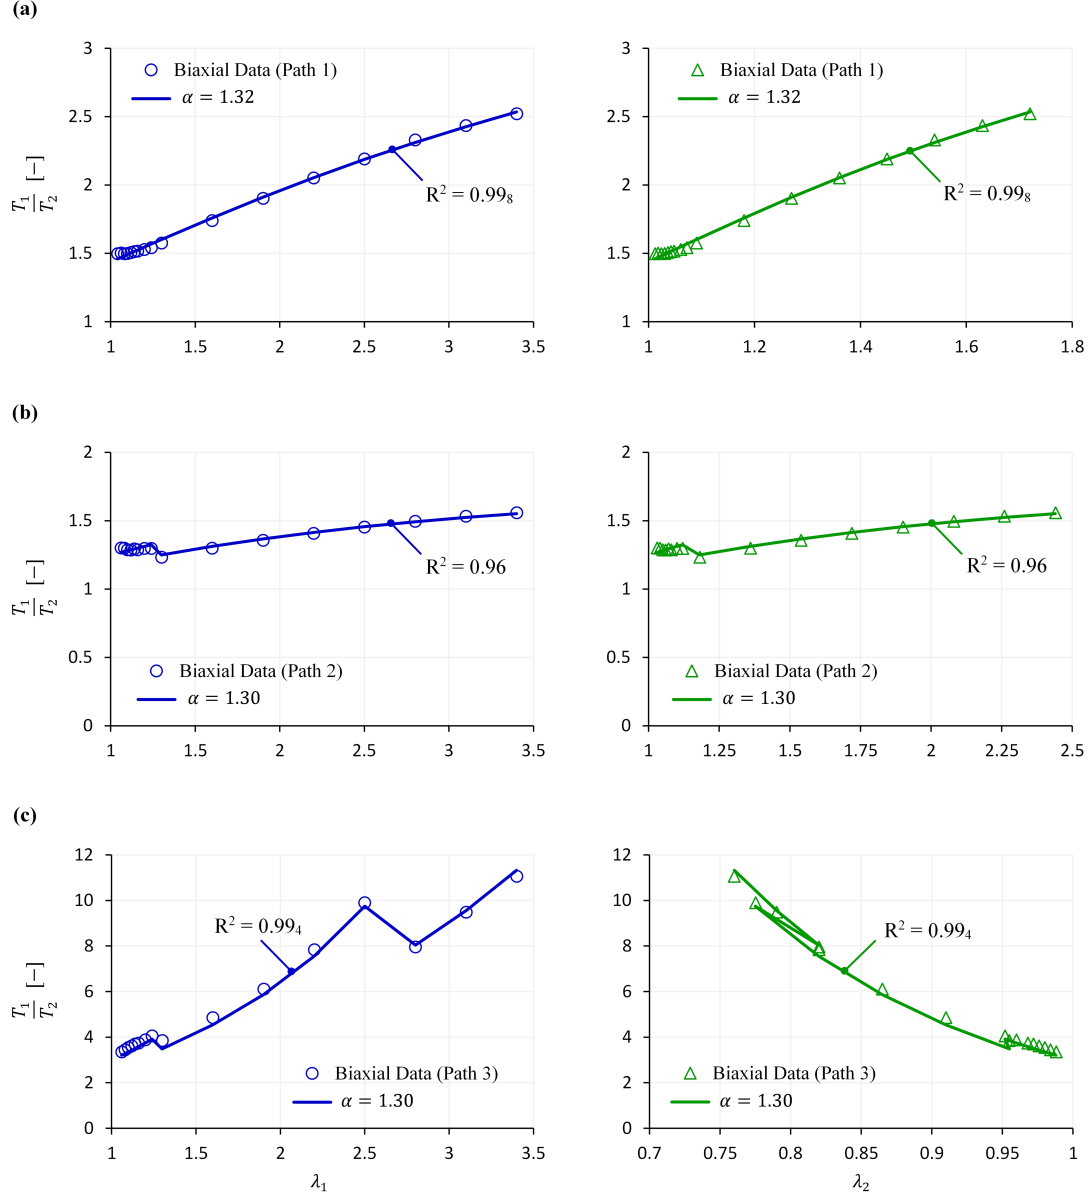 (a)
3
2.5
2
1.5
1
T₁/T₂ [−]
Biaxial Data (Path 1)
α = 1.32
R² = 0.99₈
1 1.5 2 2.5 3 3.5
3
2.5
2
1.5
1
Biaxial Data (Path 1)
α = 1.32
R² = 0.99₈
1 1.2 1.4 1.6 1.8
(b)
2
1.5
1
0.5
0
T₁/T₂ [−]
R² = 0.96
Biaxial Data (Path 2)
α = 1.30
1 1.5 2 2.5 3 3.5
2
1.5
1
0.5
0
R² = 0.96
Biaxial Data (Path 2)
α = 1.30
1 1.25 1.5 1.75 2 2.25 2.5
(c)
12
10
8
6
4
2
0
T₁/T₂ [−]
R² = 0.99₄
Biaxial Data (Path 3)
α = 1.30
1 1.5 2 2.5 3 3.5
λ₁
12
10
8
6
4
2
0
R² = 0.99₄
Biaxial Data (Path 3)
α = 1.30
0.7 0.75 0.8 0.85 0.9 0.95 1
λ₂